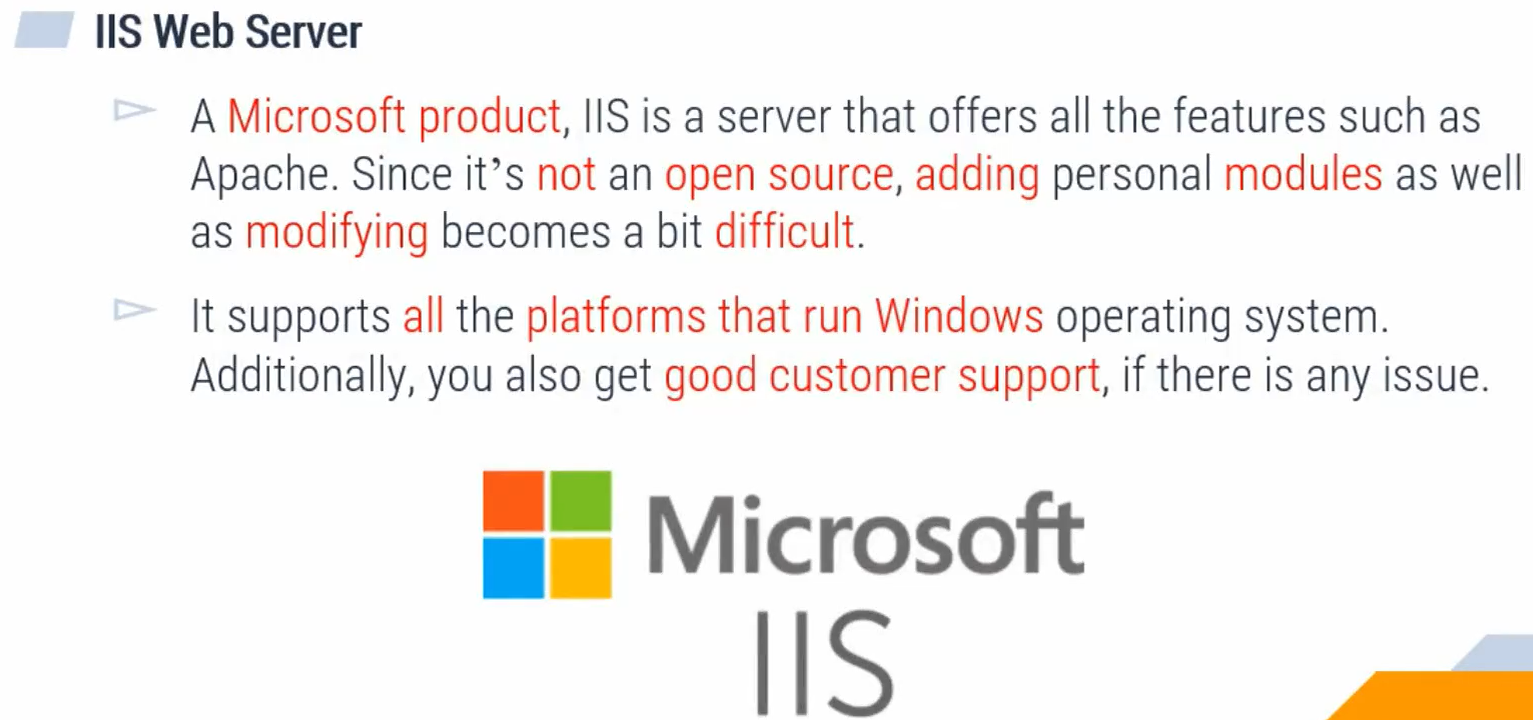 IIS Web Server
A Microsoft product, IIS is a server that offers all the features such as
Apache. Since it’s not an open source, adding personal modules as well
as modifying becomes a bit difficult.
It supports all the platforms that run Windows operating system.
Additionally, you also get good customer support, if there is any issue.
Microsoft
IIS